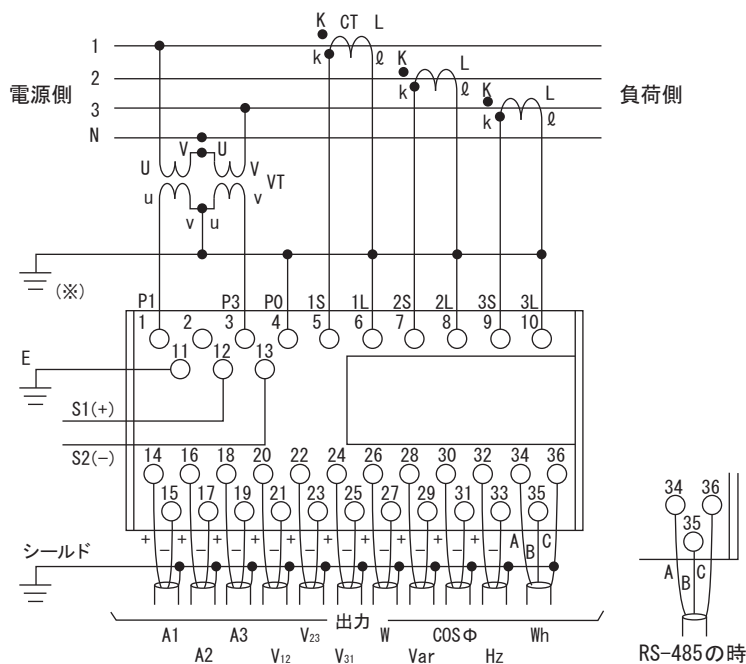 K CT L
1
k ℓ
K L
2
電源側
k ℓ
K L
負荷側
3
k ℓ
N
V U
U V
VT
u v
v u
(※)
P1 P3 P0 1S 1L 2S 2L 3S 3L
1 2 3 4 5 6 7 8 9 10
E
11 12 13
S1(+)
S2(−)
14 16 18 20 22 24 26 28 30 32 34 36
15 17 19 21 23 25 27 29 31 33 35
+ − + − + − + − + − + − + − + − + − + − A B C
シールド
出力
A1 A3 V₂₃ W COSΦ Wh
A2 V₁₂ V₃₁ Var Hz
34 36
35
A B C
RS-485の時